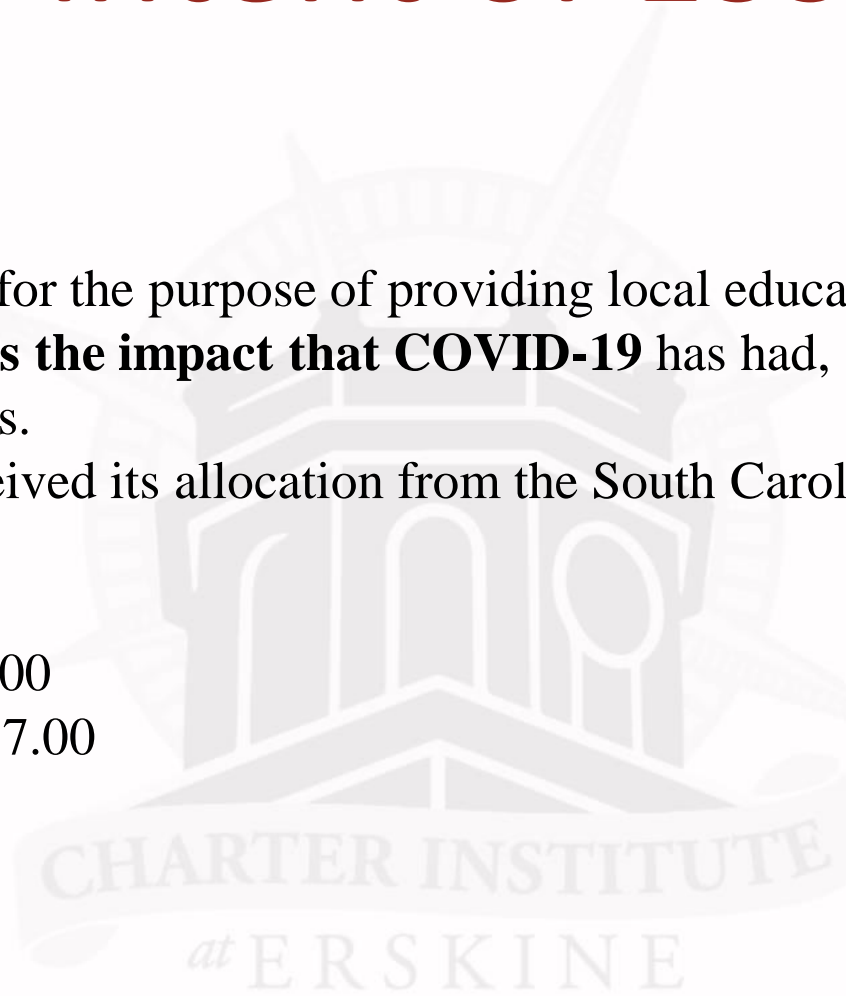 for the purpose of providing local educa
s the impact that COVID-19 has had,
s.
eived its allocation from the South Carol
00
7.00
CHARTER INSTITUTE
at ERSKINE